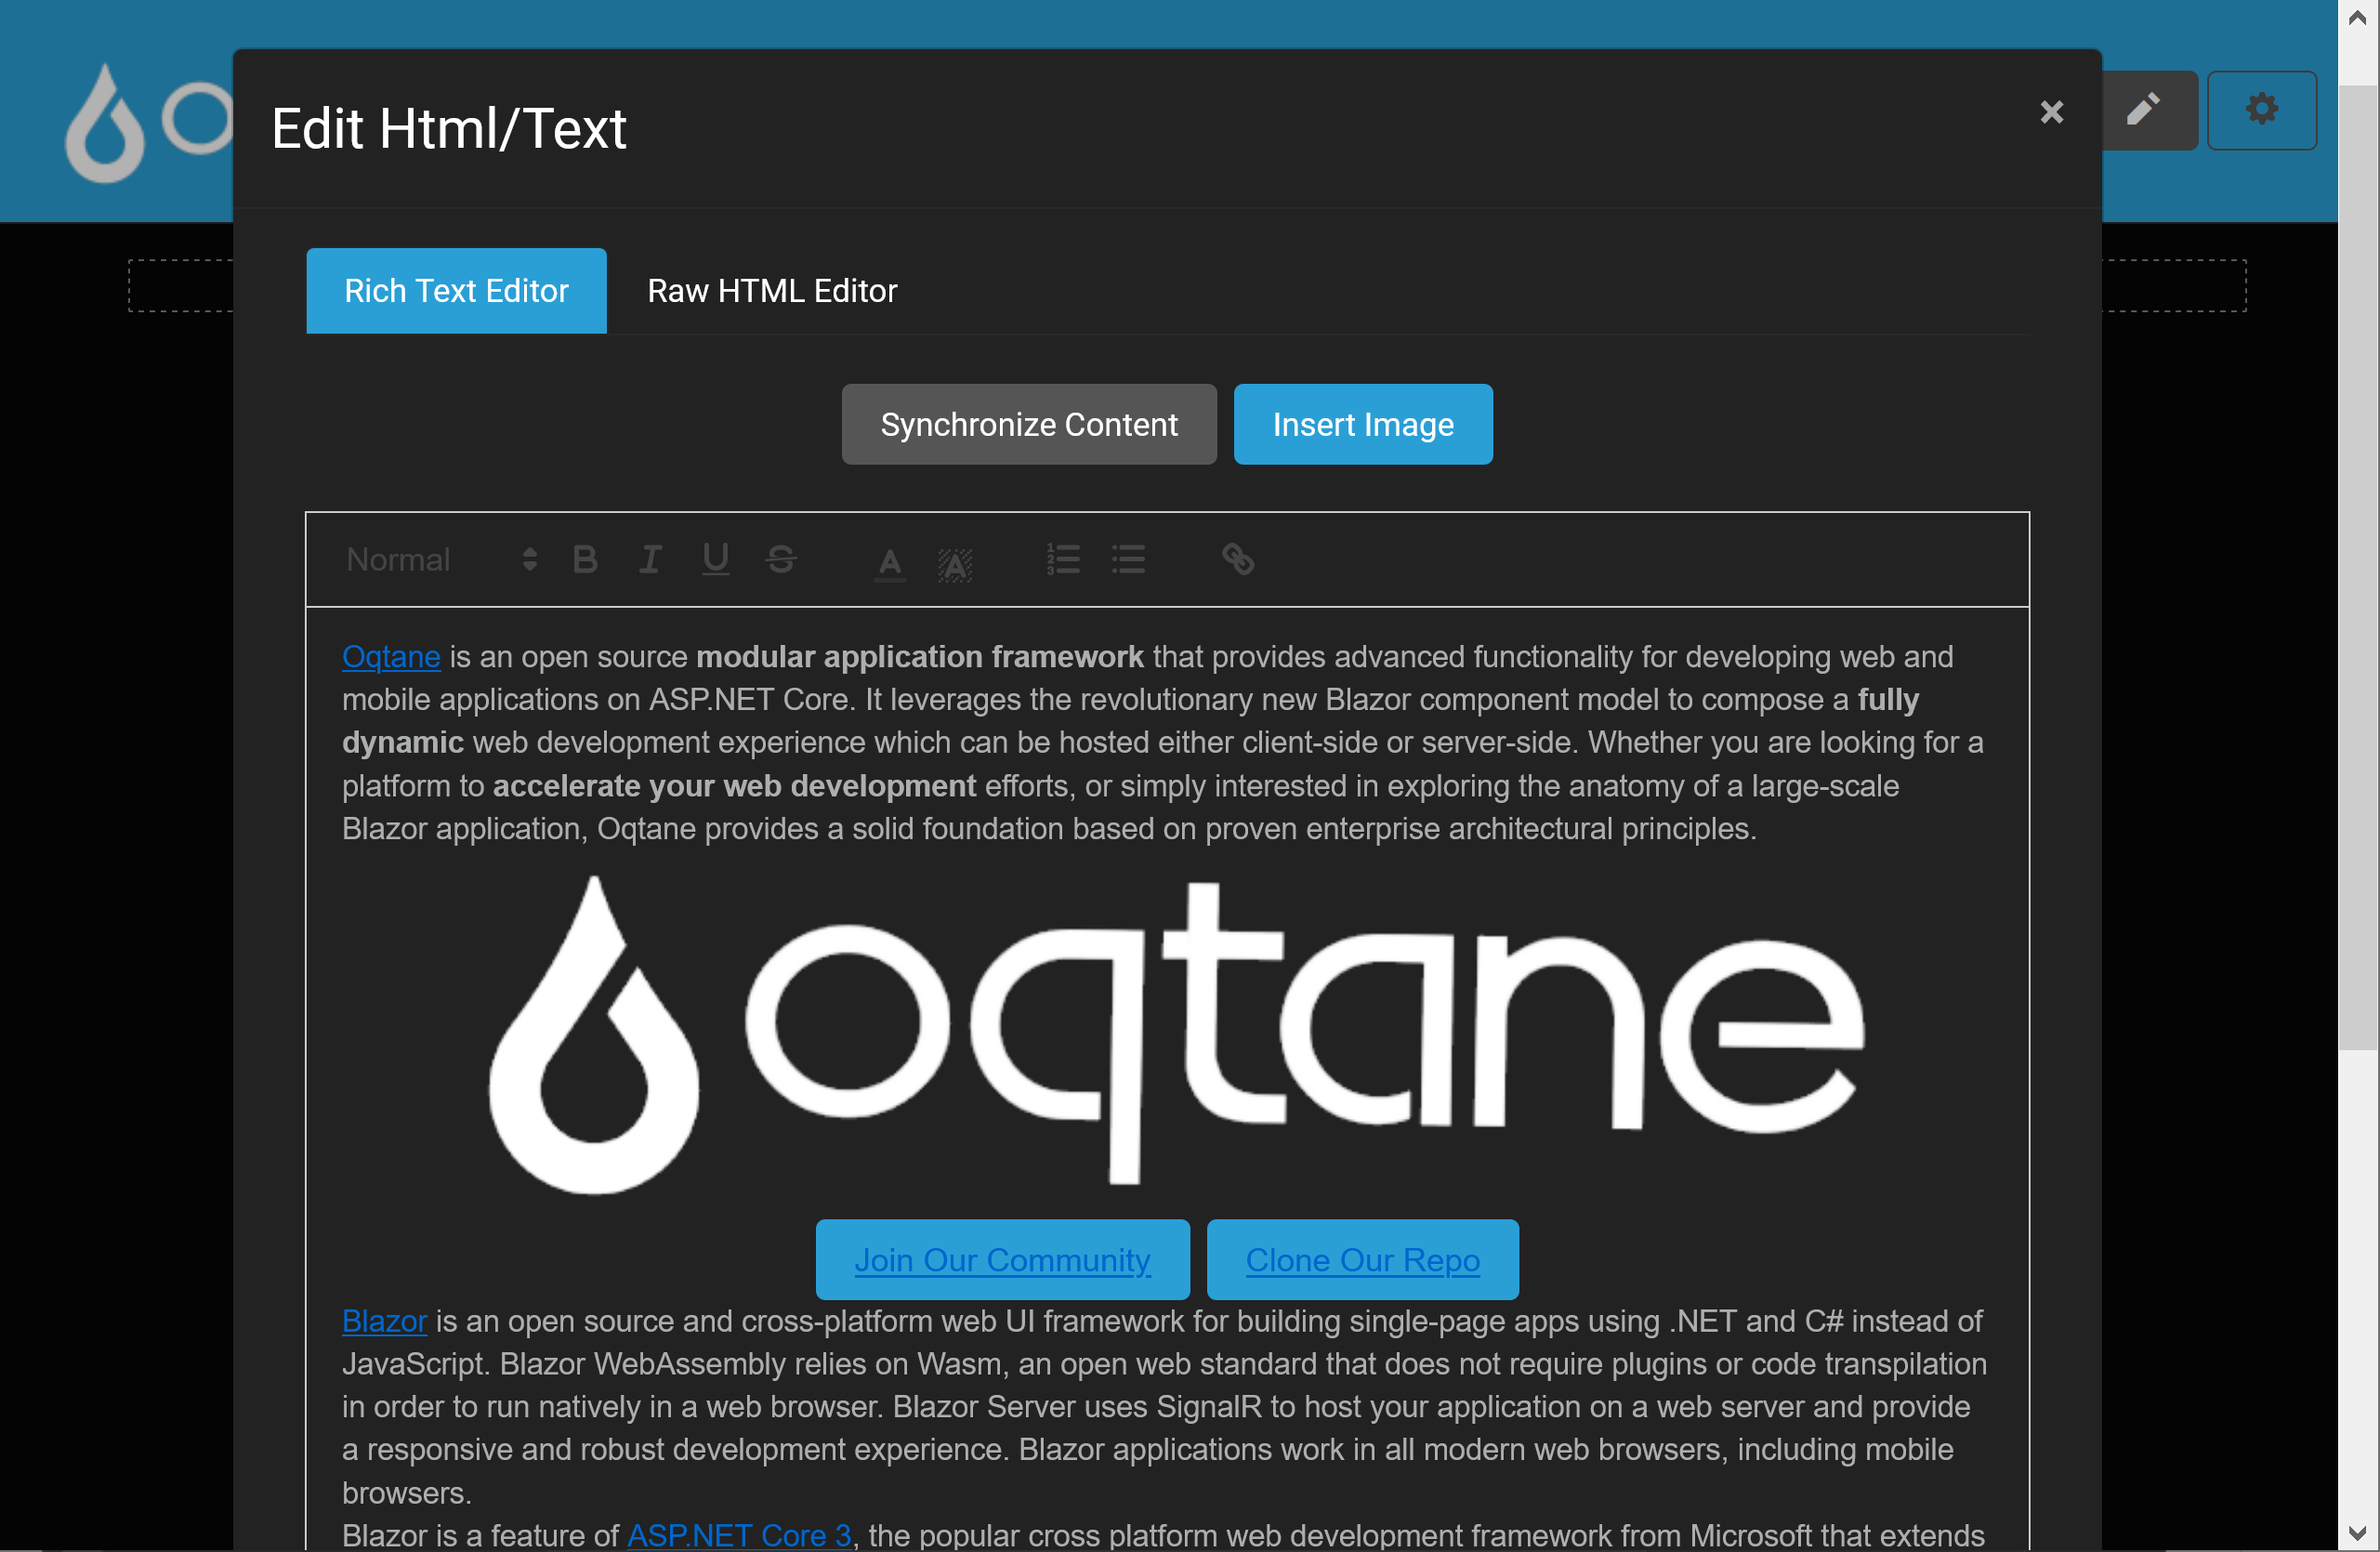 Edit Html/Text
×
Rich Text Editor
Raw HTML Editor
Synchronize Content
Insert Image
Normal
Oqtane is an open source modular application framework that provides advanced functionality for developing web and
mobile applications on ASP.NET Core. It leverages the revolutionary new Blazor component model to compose a fully
dynamic web development experience which can be hosted either client-side or server-side. Whether you are looking for a
platform to accelerate your web development efforts, or simply interested in exploring the anatomy of a large-scale
Blazor application, Oqtane provides a solid foundation based on proven enterprise architectural principles.
oqtane
Join Our Community
Clone Our Repo
Blazor is an open source and cross-platform web UI framework for building single-page apps using .NET and C# instead of
JavaScript. Blazor WebAssembly relies on Wasm, an open web standard that does not require plugins or code transpilation
in order to run natively in a web browser. Blazor Server uses SignalR to host your application on a web server and provide
a responsive and robust development experience. Blazor applications work in all modern web browsers, including mobile
browsers.
Blazor is a feature of ASP.NET Core 3, the popular cross platform web development framework from Microsoft that extends